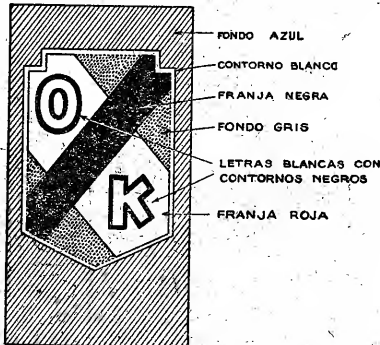 FONDO AZUL
CONTORNO BLANCO
FRANJA NEGRA
FONDO GRIS
LETRAS BLANCAS CON
CONTORNOS NEGROS
FRANJA ROJA
O
K